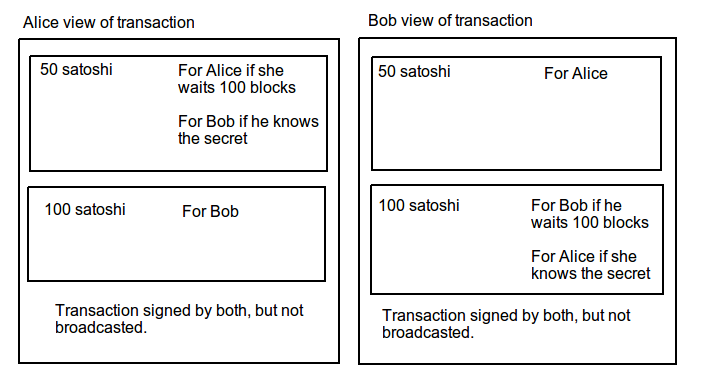 Alice view of transaction
50 satoshi
For Alice if she
waits 100 blocks
For Bob if he knows
the secret
100 satoshi
For Bob
Transaction signed by both, but not
broadcasted.
Bob view of transaction
50 satoshi
For Alice
100 satoshi
For Bob if he
waits 100 blocks
For Alice if she
knows the secret
Transaction signed by both, but not
broadcasted.